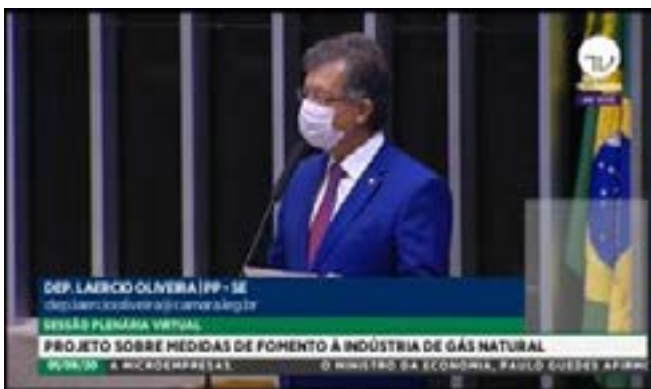 DEP. LAERCIO OLIVEIRA | PP - SE
dep.laerciooliveira@camara.leg.br
SESSÃO PLENÁRIA VIRTUAL
PROJETO SOBRE MEDIDAS DE FOMENTO À INDÚSTRIA DE GÁS NATURAL
A MICROEMPRESAS. O MINISTRO DA ECONOMIA, PAULO GUEDES AFIRM